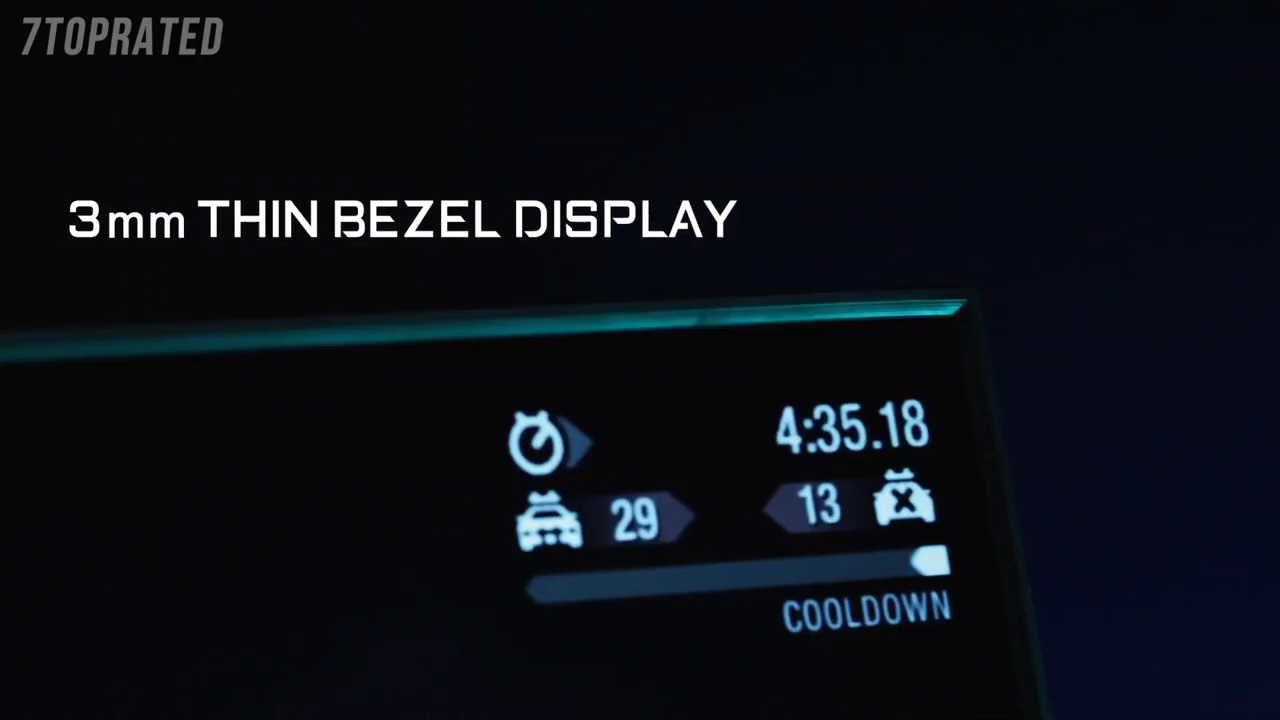 7TOPRATED
3mm THIN BEZEL DISPLAY
4:35.18
29 13
COOLDOWN